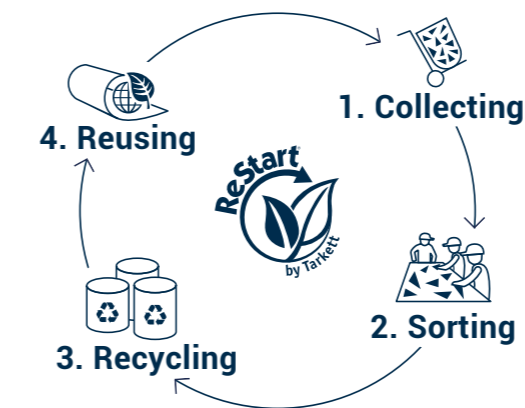 1. Collecting
2. Sorting
3. Recycling
4. Reusing
ReStart®
by Tarkett